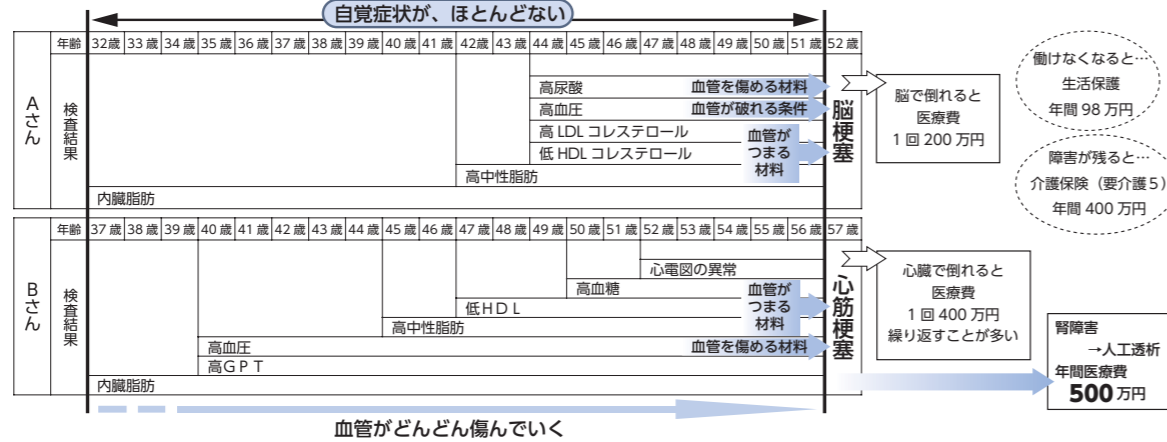 自覚症状が、ほとんどない
Aさん
年齢 32歳 33歳 34歳 35歳 36歳 37歳 38歳 39歳 40歳 41歳 42歳 43歳 44歳 45歳 46歳 47歳 48歳 49歳 50歳 51歳 52歳
検査結果
高尿酸 血管を傷める材料
高血圧 血管が破れる条件
高LDLコレステロール
低HDLコレステロール
血管が
つまる
材料
高中性脂肪
内臓脂肪
脳梗塞
脳で倒れると
医療費
1回200万円
働けなくなると…
生活保護
年間98万円
障害が残ると…
介護保険（要介護5）
年間400万円
Bさん
年齢 37歳 38歳 39歳 40歳 41歳 42歳 43歳 44歳 45歳 46歳 47歳 48歳 49歳 50歳 51歳 52歳 53歳 54歳 55歳 56歳 57歳
検査結果
心電図の異常
高血糖
低HDL
血管が
つまる
材料
高中性脂肪
高血圧 血管を傷める材料
高GPT
内臓脂肪
心筋梗塞
心臓で倒れると
医療費
1回400万円
繰り返すことが多い
腎障害
→人工透析
年間医療費
500万円
血管がどんどん傷んでいく